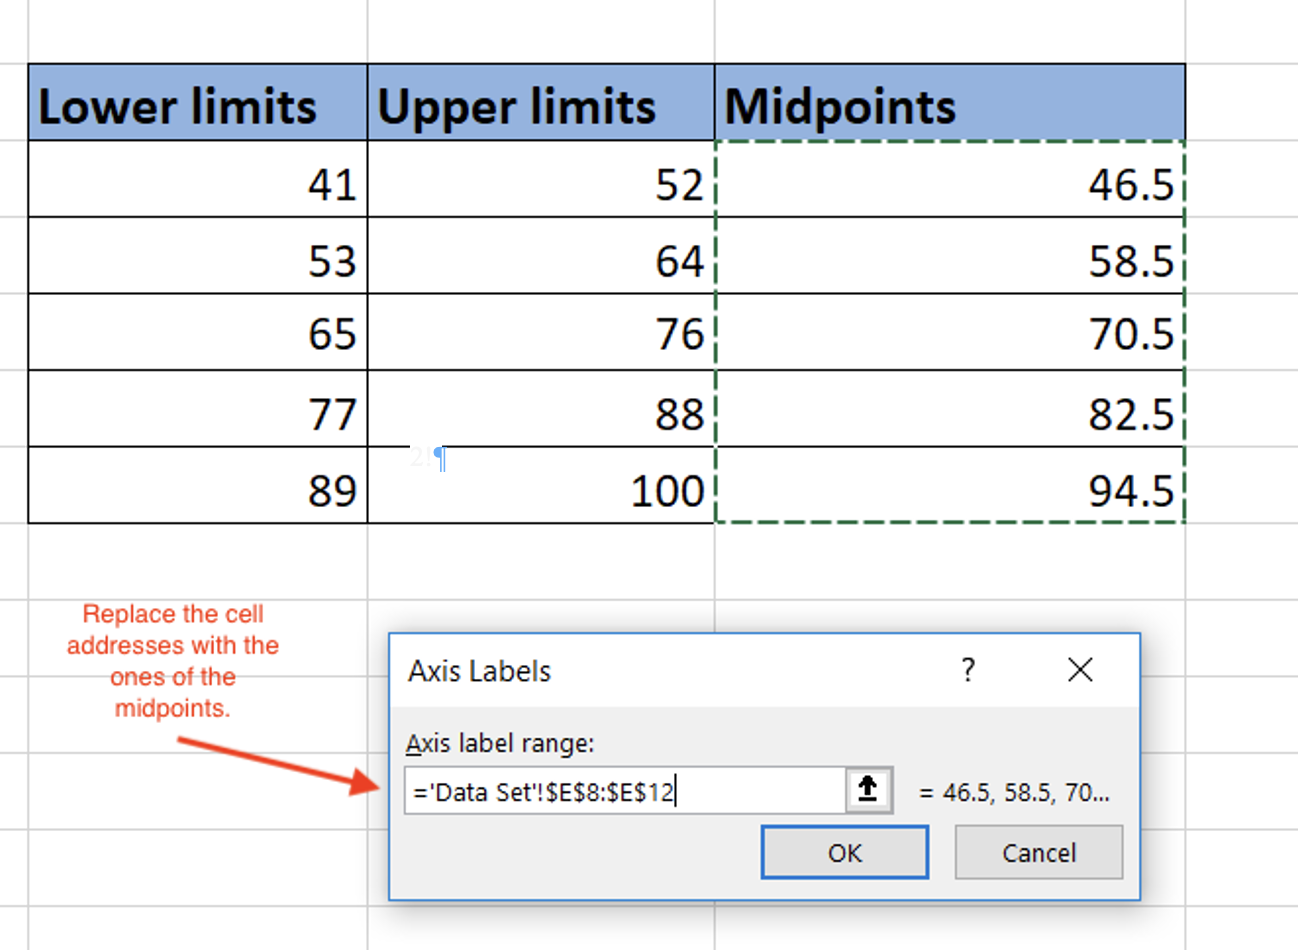 Lower limits Upper limits Midpoints
41 52 46.5
53 64 58.5
65 76 70.5
77 88 82.5
2!¶
89 100 94.5
Replace the cell
addresses with the
ones of the
midpoints.
Axis Labels ? ×
Axis label range:
='Data Set'!$E$8:$E$12 = 46.5, 58.5, 70...
OK Cancel